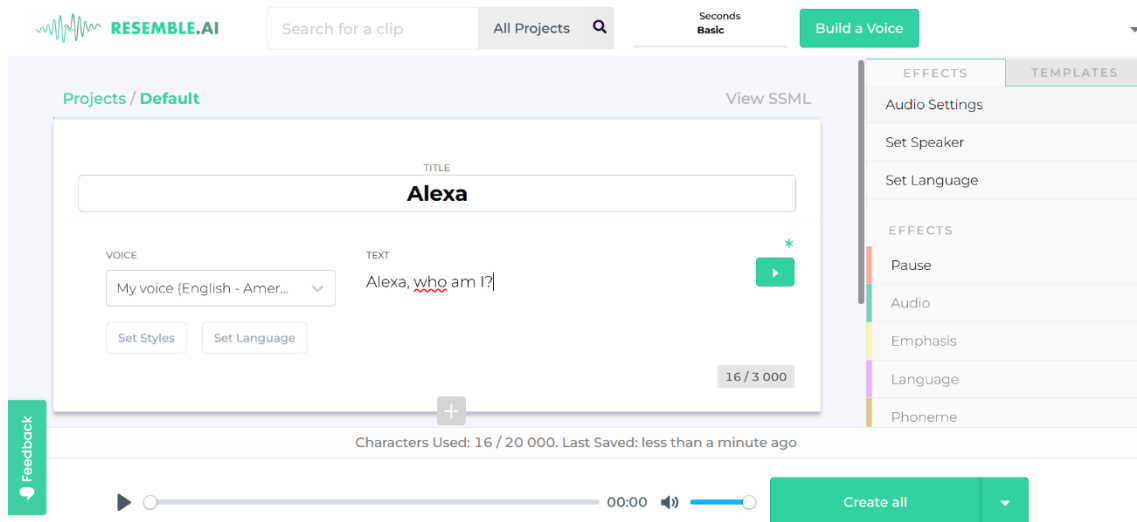 RESEMBLE.AI
Search for a clip
All Projects
Seconds
Basic
Build a Voice
Projects / Default
View SSML
TITLE
Alexa
VOICE
TEXT
My voice (English - Amer...
Alexa, who am I?
Set Styles
Set Language
16 / 3 000
EFFECTS
TEMPLATES
Audio Settings
Set Speaker
Set Language
EFFECTS
Pause
Audio
Emphasis
Language
Phoneme
Feedback
Characters Used: 16 / 20 000. Last Saved: less than a minute ago
00:00
Create all